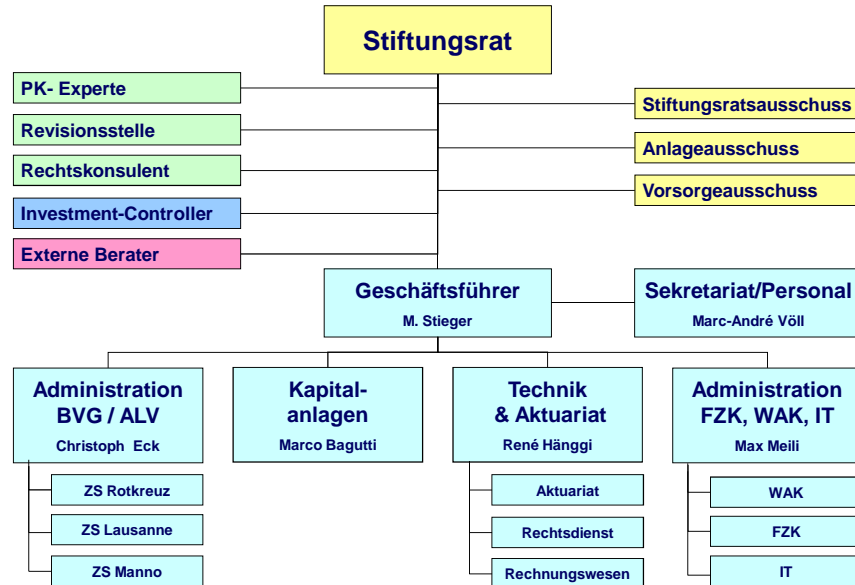 Stiftungsrat
PK- Experte
Revisionsstelle
Rechtskonsulent
Investment-Controller
Externe Berater
Stiftungsratsausschuss
Anlageausschuss
Vorsorgeausschuss
Geschäftsführer
M. Stieger
Sekretariat/Personal
Marc-André Völl
Administration
BVG / ALV
Christoph Eck
Kapital-
anlagen
Marco Bagutti
Technik
& Aktuariat
René Hänggi
Administration
FZK, WAK, IT
Max Meili
ZS Rotkreuz
ZS Lausanne
ZS Manno
Aktuariat
Rechtsdienst
Rechnungswesen
WAK
FZK
IT